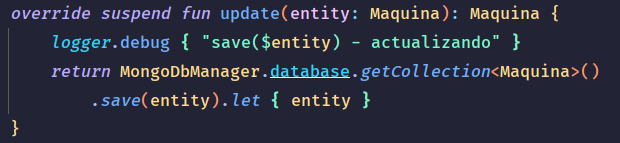 override suspend fun update(entity: Maquina): Maquina {
    logger.debug { "save($entity) - actualizando" }
    return MongoDbManager.database.getCollection<Maquina>()
        .save(entity).let { entity }
}